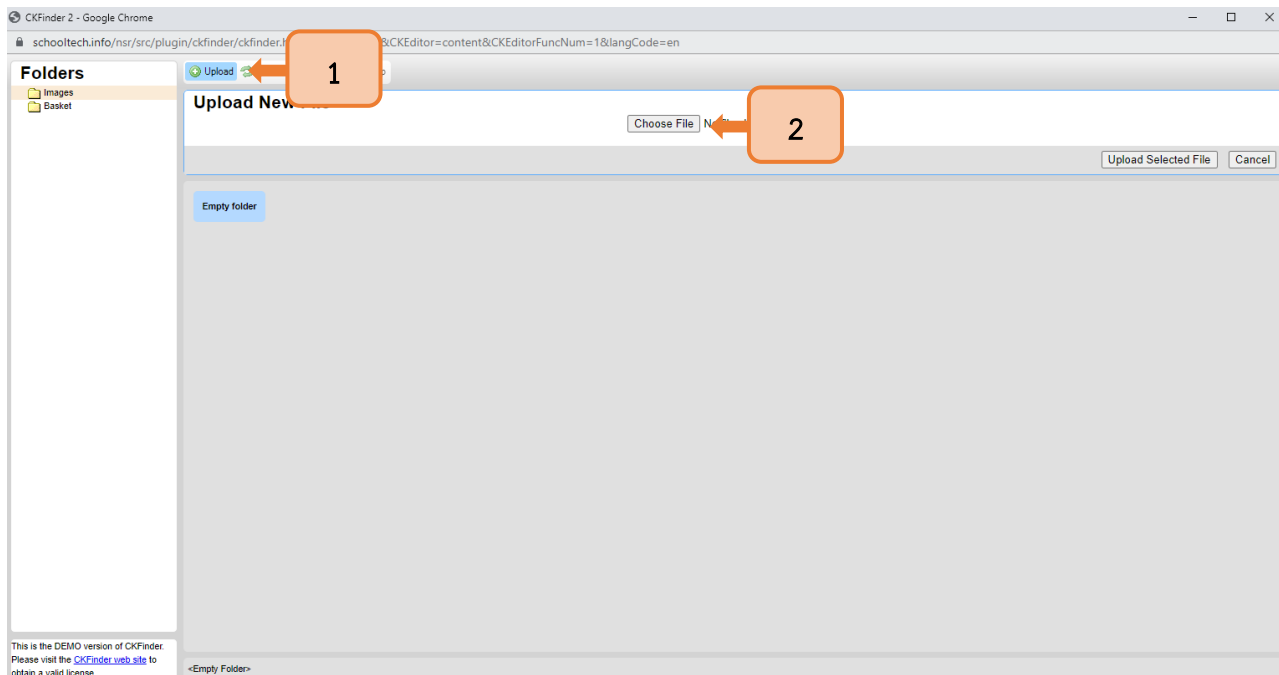 CKFinder 2 - Google Chrome
schooltech.info/nsr/src/plugin/ckfinder/ckfinder. &CKEditor=content&CKEditorFuncNum=1&langCode=en
Folders
Images
Basket
Upload
1
Upload New
Choose File
2
Upload Selected File Cancel
Empty folder
This is the DEMO version of CKFinder.
Please visit the CKFinder web site to
obtain a valid license
<Empty Folder>